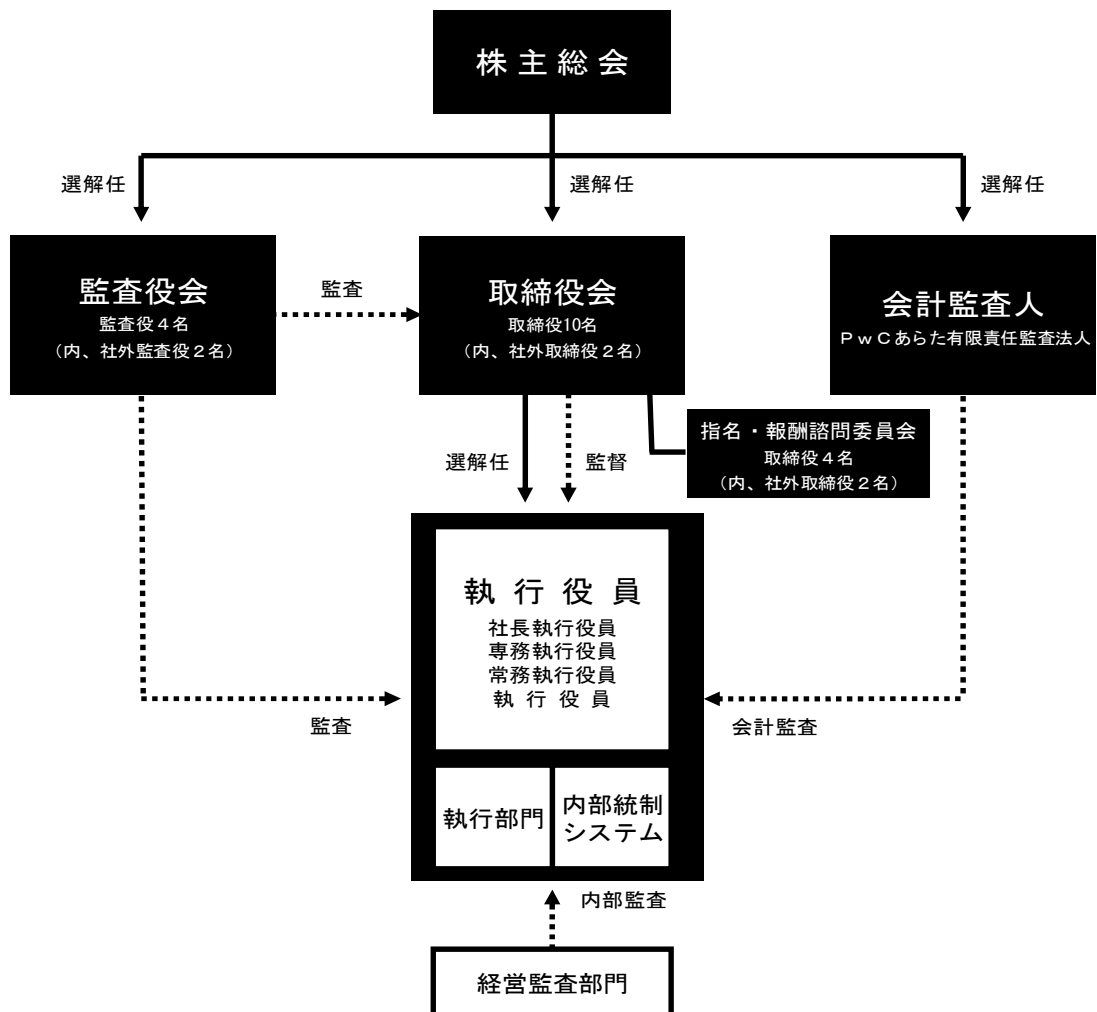 株主総会
選解任
選解任
選解任
監査役会
監査役４名
（内、社外監査役２名）
監査
取締役会
取締役10名
（内、社外取締役２名）
会計監査人
ＰｗＣあらた有限責任監査法人
指名・報酬諮問委員会
取締役４名
（内、社外取締役２名）
選解任
監督
執行役員
社長執行役員
専務執行役員
常務執行役員
執行役員
監査
会計監査
執行部門
内部統制
システム
内部監査
経営監査部門